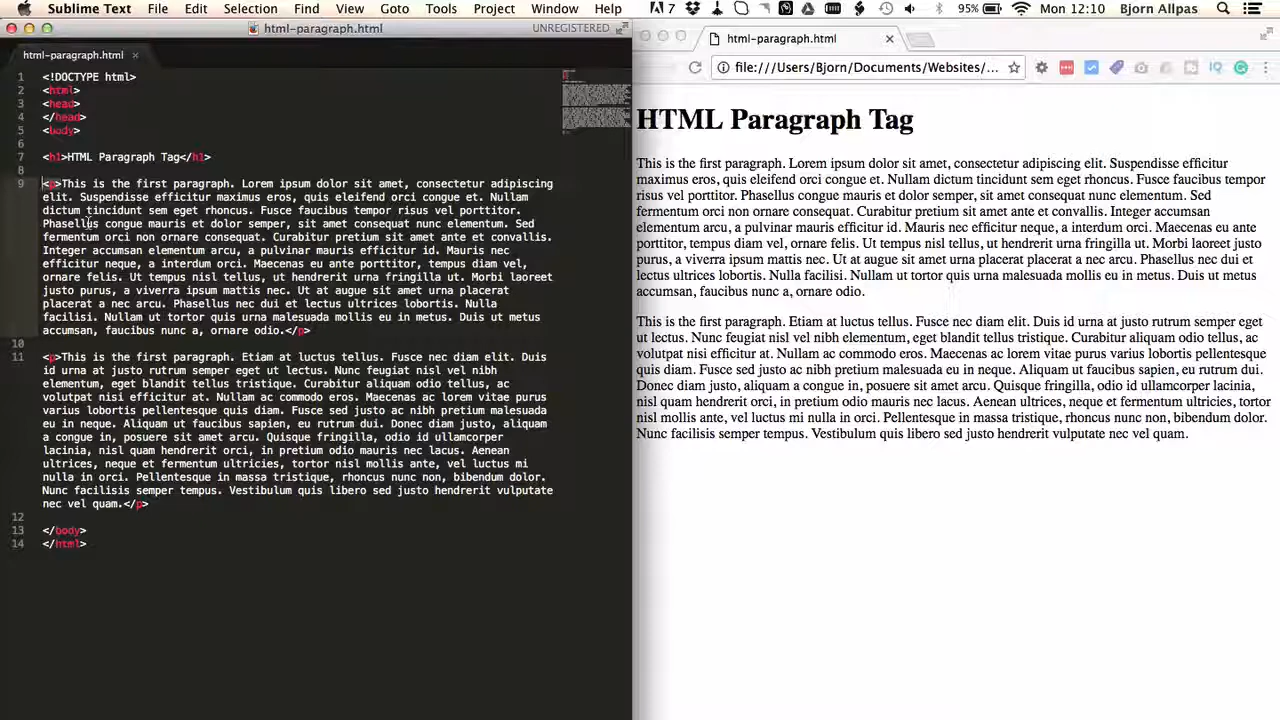 Sublime Text File Edit Selection Find View Goto Tools Project Window Help 7 95% Mon 12:10 Bjorn Allpas
html-paragraph.html UNREGISTERED
html-paragraph.html
1 <!DOCTYPE html>
2 <html>
3 <head>
4 </head>
5 <body>
6
7 <h1>HTML Paragraph Tag</h1>
8
9 <p>This is the first paragraph. Lorem ipsum dolor sit amet, consectetur adipiscing
elit. Suspendisse efficitur maximus eros, quis eleifend orci congue et. Nullam
dictum tincidunt sem eget rhoncus. Fusce faucibus tempor risus vel porttitor.
Phasellus congue mauris et dolor semper, sit amet consequat nunc elementum. Sed
fermentum orci non ornare consequat. Curabitur pretium sit amet ante et convallis.
Integer accumsan elementum arcu, a pulvinar mauris efficitur id. Mauris nec
efficitur neque, a interdum orci. Maecenas eu ante porttitor, tempus diam vel,
ornare felis. Ut tempus nisl tellus, ut hendrerit urna fringilla ut. Morbi laoreet
justo purus, a viverra ipsum mattis nec. Ut at augue sit amet urna placerat
placerat a nec arcu. Phasellus nec dui et lectus ultrices lobortis. Nulla
facilisi. Nullam ut tortor quis urna malesuada mollis eu in metus. Duis ut metus
accumsan, faucibus nunc a, ornare odio.</p>
10
11 <p>This is the first paragraph. Etiam at luctus tellus. Fusce nec diam elit. Duis
id urna at justo rutrum semper eget ut lectus. Nunc feugiat nisl vel nibh
elementum, eget blandit tellus tristique. Curabitur aliquam odio tellus, ac
volutpat nisi efficitur at. Nullam ac commodo eros. Maecenas ac lorem vitae purus
varius lobortis pellentesque quis diam. Fusce sed justo ac nibh pretium malesuada
eu in neque. Aliquam ut faucibus sapien, eu rutrum dui. Donec diam justo, aliquam
a congue in, posuere sit amet arcu. Quisque fringilla, odio id ullamcorper
lacinia, nisl quam hendrerit orci, in pretium odio mauris nec lacus. Aenean
ultrices, neque et fermentum ultricies, tortor nisl mollis ante, vel luctus mi
nulla in orci. Pellentesque in massa tristique, rhoncus nunc non, bibendum dolor.
Nunc facilisis semper tempus. Vestibulum quis libero sed justo hendrerit vulputate
nec vel quam.</p>
12
13 </body>
14 </html>
html-paragraph.html
file:///Users/Bjorn/Documents/Websites/...
HTML Paragraph Tag
This is the first paragraph. Lorem ipsum dolor sit amet, consectetur adipiscing elit. Suspendisse efficitur
maximus eros, quis eleifend orci congue et. Nullam dictum tincidunt sem eget rhoncus. Fusce faucibus tempor
risus vel porttitor. Phasellus congue mauris et dolor semper, sit amet consequat nunc elementum. Sed
fermentum orci non ornare consequat. Curabitur pretium sit amet ante et convallis. Integer accumsan
elementum arcu, a pulvinar mauris efficitur id. Mauris nec efficitur neque, a interdum orci. Maecenas eu ante
porttitor, tempus diam vel, ornare felis. Ut tempus nisl tellus, ut hendrerit urna fringilla ut. Morbi laoreet justo
purus, a viverra ipsum mattis nec. Ut at augue sit amet urna placerat placerat a nec arcu. Phasellus nec dui et
lectus ultrices lobortis. Nulla facilisi. Nullam ut tortor quis urna malesuada mollis eu in metus. Duis ut metus
accumsan, faucibus nunc a, ornare odio.
This is the first paragraph. Etiam at luctus tellus. Fusce nec diam elit. Duis id urna at justo rutrum semper eget
ut lectus. Nunc feugiat nisl vel nibh elementum, eget blandit tellus tristique. Curabitur aliquam odio tellus, ac
volutpat nisi efficitur at. Nullam ac commodo eros. Maecenas ac lorem vitae purus varius lobortis pellentesque
quis diam. Fusce sed justo ac nibh pretium malesuada eu in neque. Aliquam ut faucibus sapien, eu rutrum dui.
Donec diam justo, aliquam a congue in, posuere sit amet arcu. Quisque fringilla, odio id ullamcorper lacinia,
nisl quam hendrerit orci, in pretium odio mauris nec lacus. Aenean ultrices, neque et fermentum ultricies, tortor
nisl mollis ante, vel luctus mi nulla in orci. Pellentesque in massa tristique, rhoncus nunc non, bibendum dolor.
Nunc facilisis semper tempus. Vestibulum quis libero sed justo hendrerit vulputate nec vel quam.